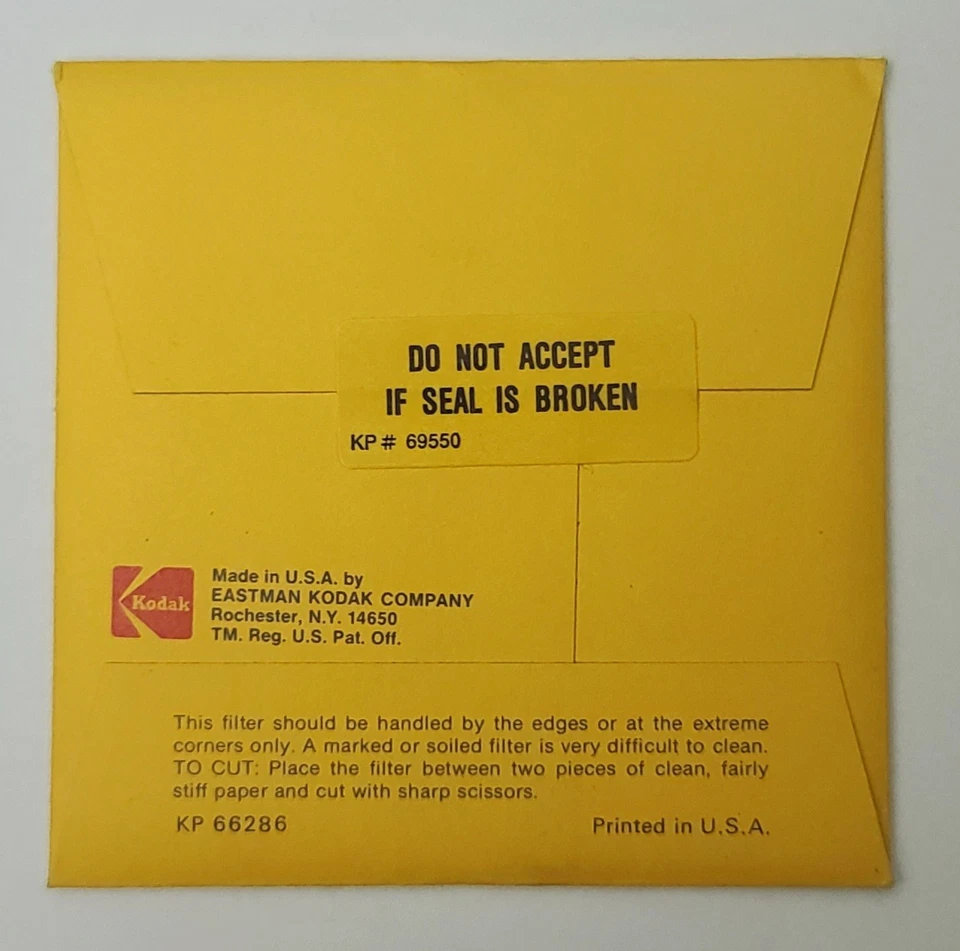 DO NOT ACCEPT
IF SEAL IS BROKEN
KP# 69550
Kodak
Made in U.S.A. by
EASTMAN KODAK COMPANY
Rochester, N.Y. 14650
TM. Reg. U.S. Pat. Off.
This filter should be handled by the edges or at the extreme
corners only. A marked or soiled filter is very difficult to clean.
TO CUT: Place the filter between two pieces of clean, fairly
stiff paper and cut with sharp scissors.
KP 66286 Printed in U.S.A.